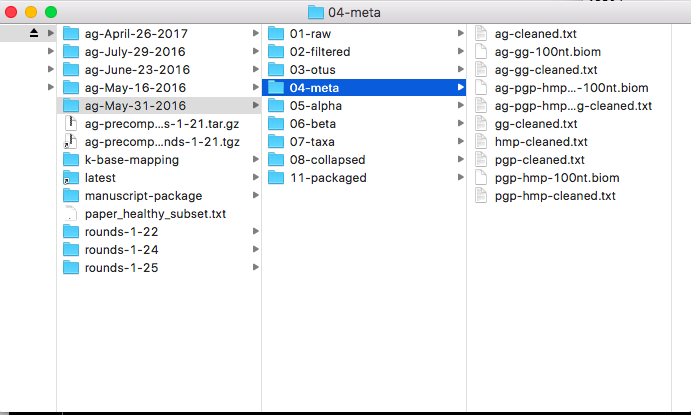 04-meta
ag-April-26-2017
ag-July-29-2016
ag-June-23-2016
ag-May-16-2016
ag-May-31-2016
ag-precomp...s-1-21.tar.gz
ag-precomp...nds-1-21.tgz
k-base-mapping
latest
manuscript-package
paper_healthy_subset.txt
rounds-1-22
rounds-1-24
rounds-1-25
01-raw
02-filtered
03-otus
04-meta
05-alpha
06-beta
07-taxa
08-collapsed
11-packaged
ag-cleaned.txt
ag-gg-100nt.biom
ag-gg-cleaned.txt
ag-pgp-hmp...-100nt.biom
ag-pgp-hmp...g-cleaned.txt
gg-cleaned.txt
hmp-cleaned.txt
pgp-cleaned.txt
pgp-hmp-100nt.biom
pgp-hmp-cleaned.txt